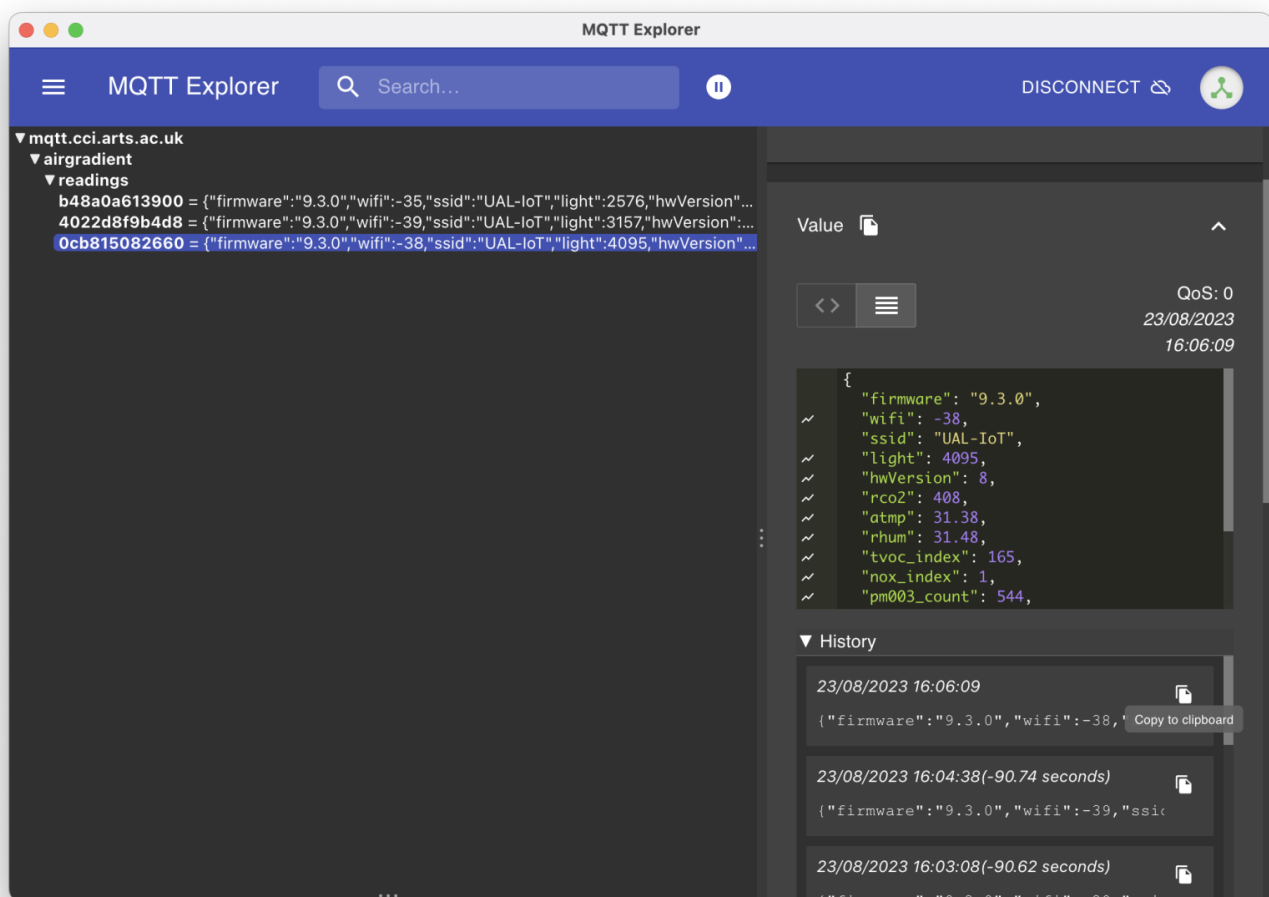 MQTT Explorer
MQTT Explorer
Search...
DISCONNECT
▼ mqtt.cci.arts.ac.uk
▼ airgradient
▼ readings
b48a0a613900 = {"firmware":"9.3.0","wifi":-35,"ssid":"UAL-IoT","light":2576,"hwVersion"...
4022d8f9b4d8 = {"firmware":"9.3.0","wifi":-39,"ssid":"UAL-IoT","light":3157,"hwVersion":...
0cb815082660 = {"firmware":"9.3.0","wifi":-38,"ssid":"UAL-IoT","light":4095,"hwVersion"...
Value
QoS: 0
23/08/2023
16:06:09
{
"firmware": "9.3.0",
"wifi": -38,
"ssid": "UAL-IoT",
"light": 4095,
"hwVersion": 8,
"rco2": 408,
"atmp": 31.38,
"rhum": 31.48,
"tvoc_index": 165,
"nox_index": 1,
"pm003_count": 544,
▼ History
23/08/2023 16:06:09
{"firmware":"9.3.0","wifi":-38,"
Copy to clipboard
23/08/2023 16:04:38(-90.74 seconds)
{"firmware":"9.3.0","wifi":-39,"ssi
23/08/2023 16:03:08(-90.62 seconds)